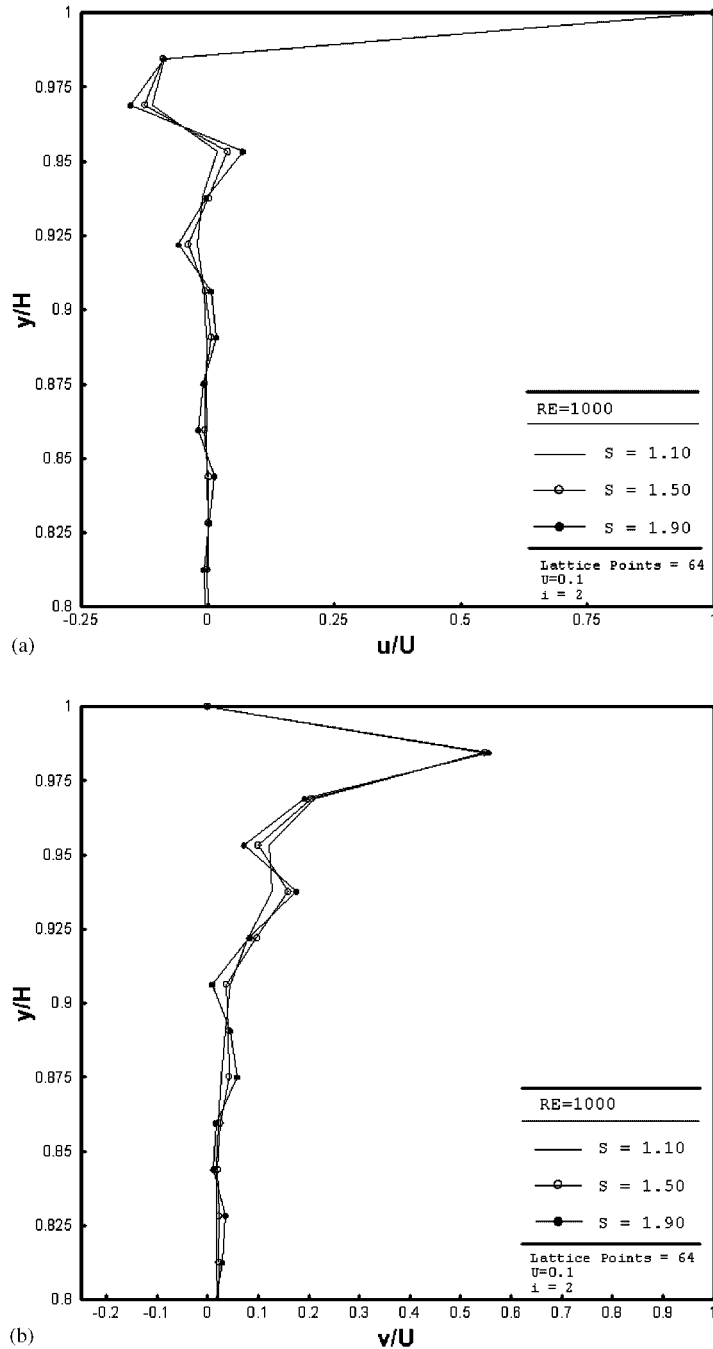 1
0.975
0.95
0.925
0.9
0.875
0.85
0.825
0.8
y/H
-0.25
0
0.25
0.5
0.75
1
u/U
RE=1000
S = 1.10
S = 1.50
S = 1.90
Lattice Points = 64
U=0.1
i = 2
(a)
1
0.975
0.95
0.925
0.9
0.875
0.85
0.825
0.8
y/H
-0.2
-0.1
0
0.1
0.2
0.3
0.4
0.5
0.6
0.7
0.8
0.9
1
v/U
RE=1000
S = 1.10
S = 1.50
S = 1.90
Lattice Points = 64
U=0.1
i = 2
(b)